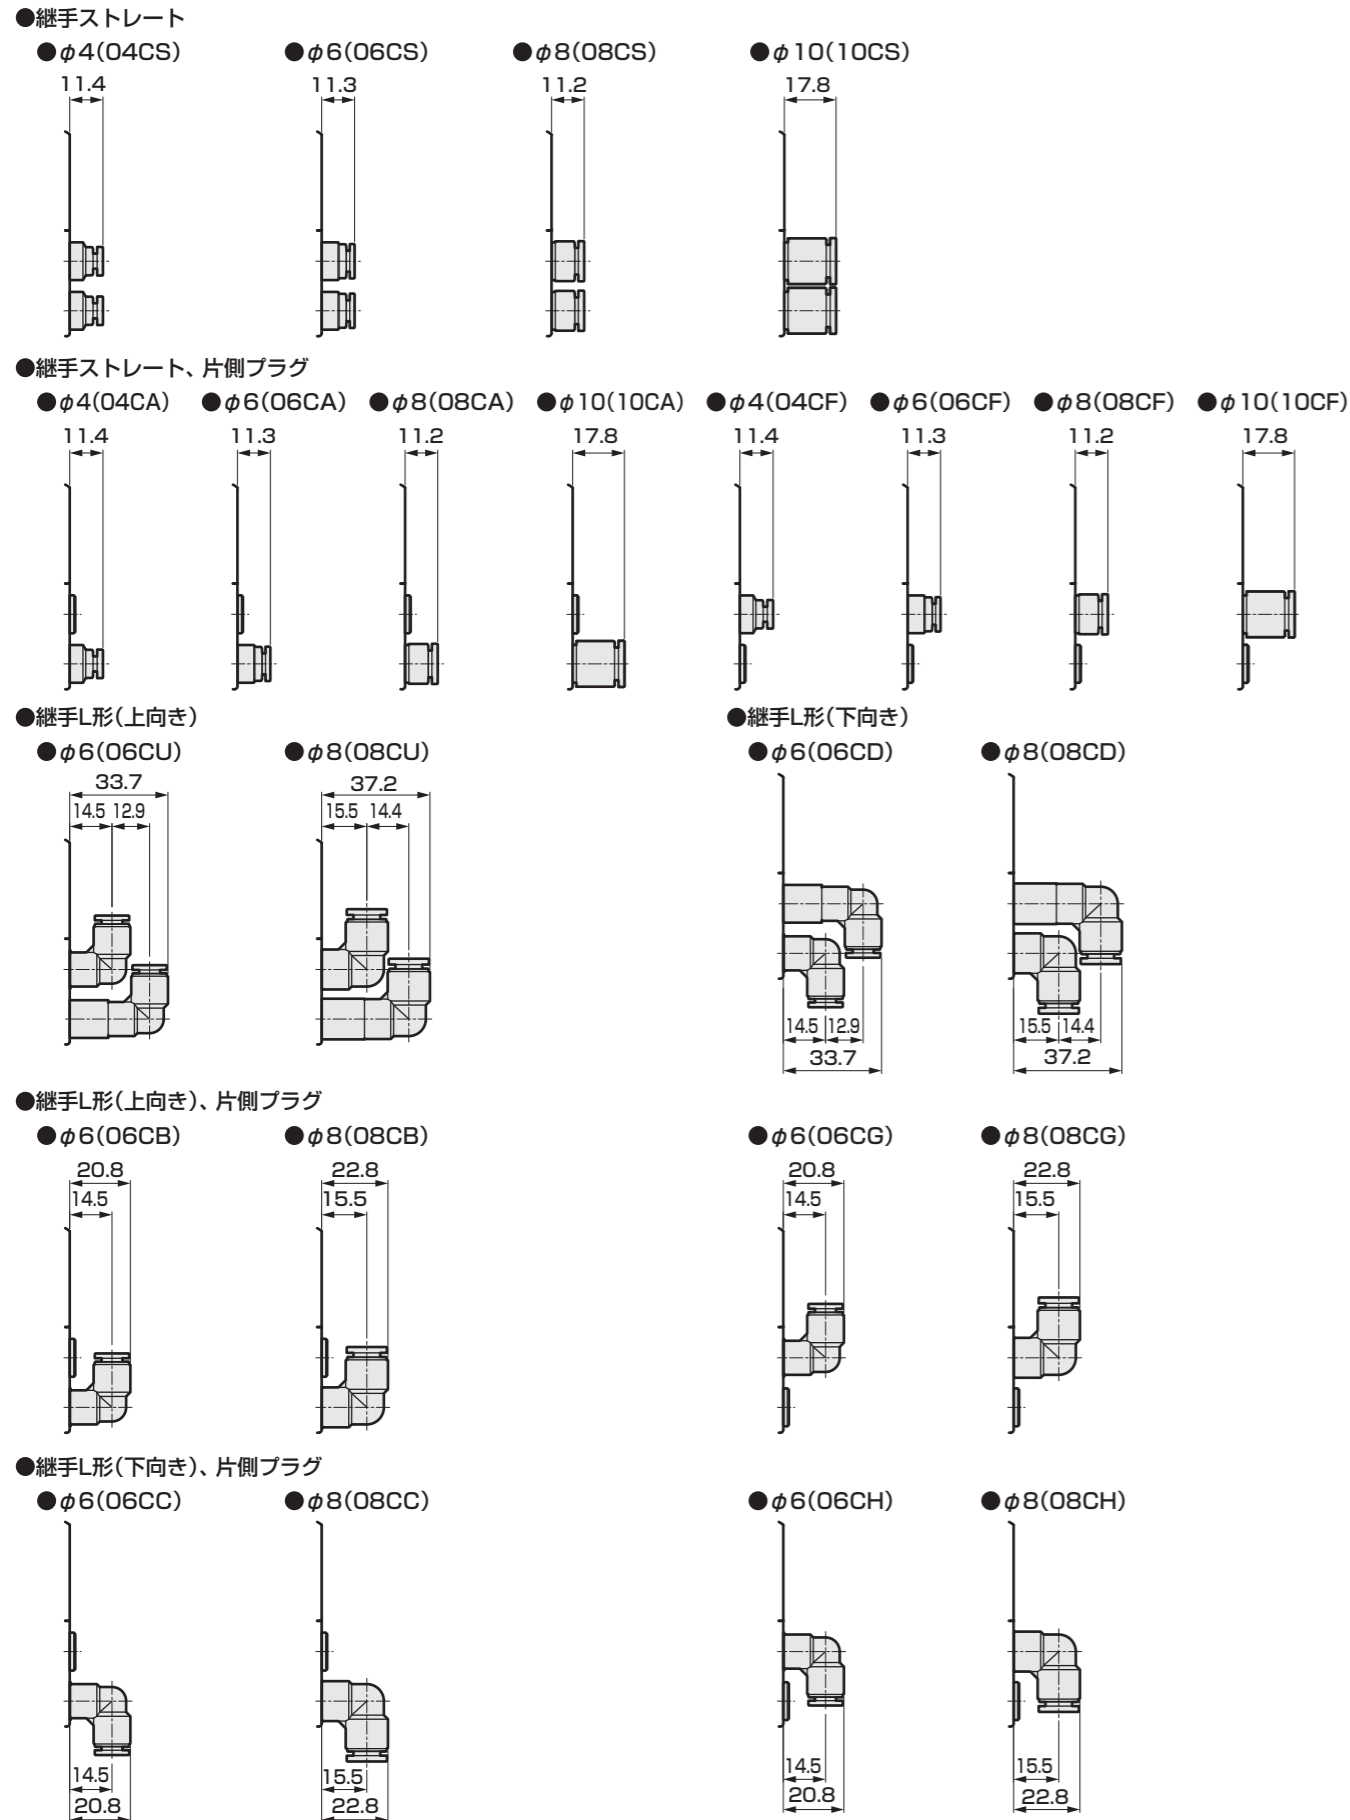 ●継手ストレート
●φ4(04CS) ●φ6(06CS) ●φ8(08CS) ●φ10(10CS)
11.4 11.3 11.2 17.8
●継手ストレート、片側プラグ
●φ4(04CA) ●φ6(06CA) ●φ8(08CA) ●φ10(10CA) ●φ4(04CF) ●φ6(06CF) ●φ8(08CF) ●φ10(10CF)
11.4 11.3 11.2 17.8 11.4 11.3 11.2 17.8
●継手L形(上向き) ●継手L形(下向き)
●φ6(06CU) ●φ8(08CU) ●φ6(06CD) ●φ8(08CD)
33.7 37.2
14.5 12.9 15.5 14.4
14.5 12.9 15.5 14.4
33.7 37.2
●継手L形(上向き)、片側プラグ
●φ6(06CB) ●φ8(08CB) ●φ6(06CG) ●φ8(08CG)
20.8 22.8 20.8 22.8
14.5 15.5 14.5 15.5
●継手L形(下向き)、片側プラグ
●φ6(06CC) ●φ8(08CC) ●φ6(06CH) ●φ8(08CH)
14.5 15.5 14.5 15.5
20.8 22.8 20.8 22.8